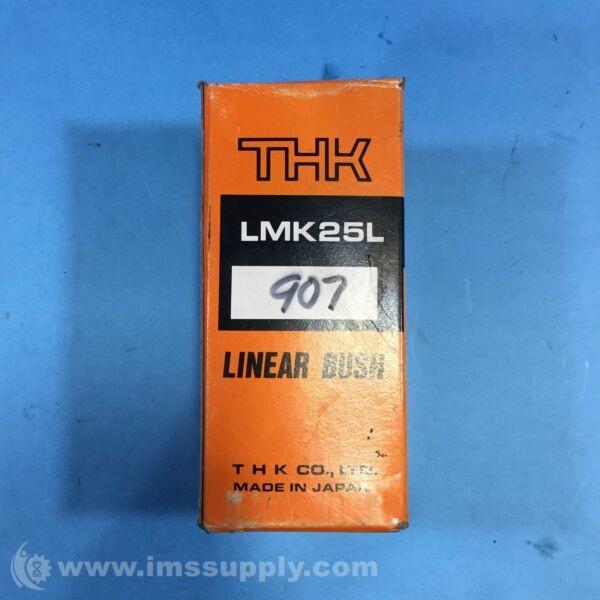 THK
LMK25L
907
LINEAR BUSH
T H K CO., LTD.
MADE IN JAPAN
www.imssupply.com